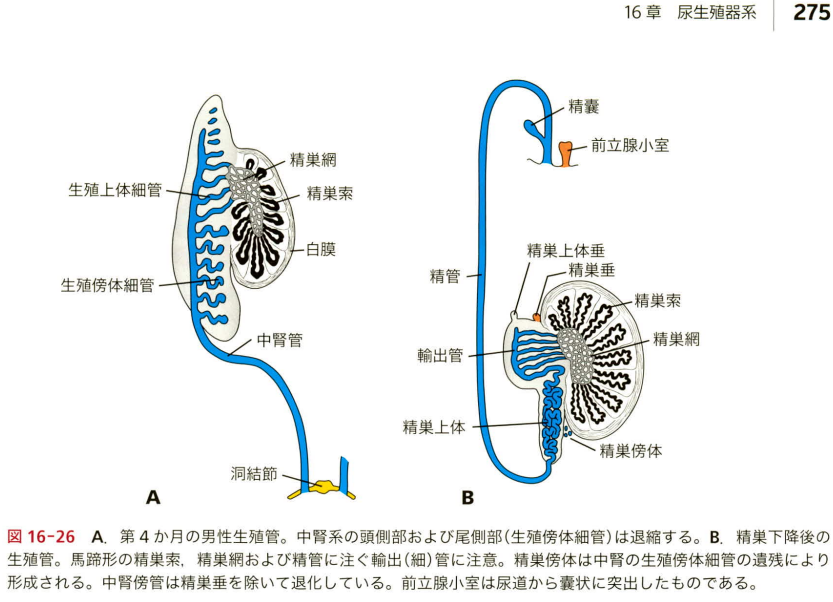 16 章 尿生殖器系 275
精巣網
生殖上体細管
精巣索
白膜
生殖傍体細管
中腎管
洞結節
A
精嚢
前立腺小室
精巣上体垂
精巣垂
精管
精巣索
精巣網
輸出管
精巣上体
精巣傍体
B
図 16-26 A. 第 4 か月の男性生殖管。中腎系の頭側部および尾側部(生殖傍体細管)は退縮する。B. 精巣下降後の
生殖管。馬蹄形の精巣索,精巣網および精管に注ぐ輸出(細)管に注意。精巣傍体は中腎の生殖傍体細管の遺残により
形成される。中腎傍管は精巣垂を除いて退化している。前立腺小室は尿道から嚢状に突出したものである。